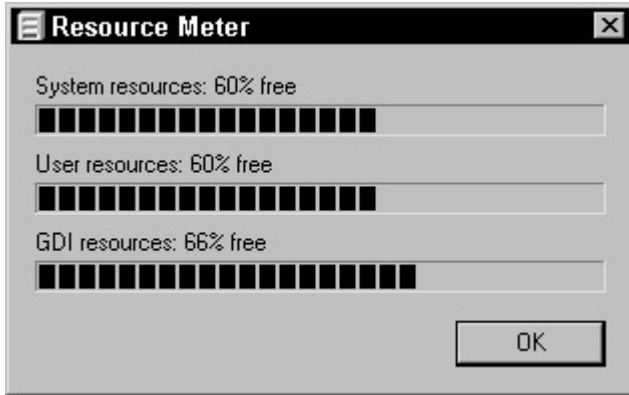 Resource Meter
System resources: 60% free
User resources: 60% free
GDI resources: 66% free
OK